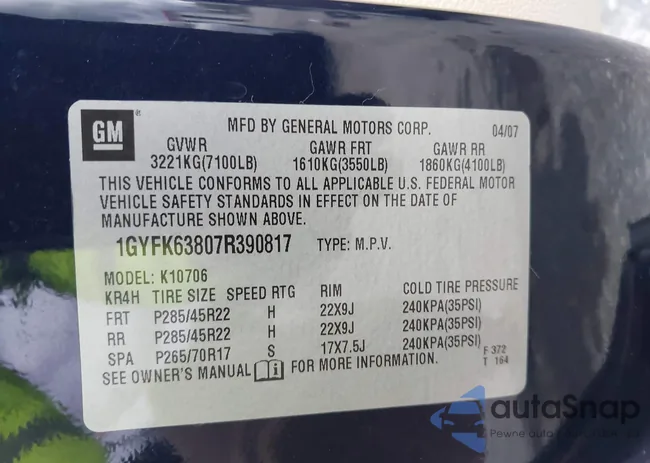 GM
MFD BY GENERAL MOTORS CORP. 04/07
GVWR GAWR FRT GAWR RR
3221KG(7100LB) 1610KG(3550LB) 1860KG(4100LB)
THIS VEHICLE CONFORMS TO ALL APPLICABLE U.S. FEDERAL MOTOR
VEHICLE SAFETY STANDARDS IN EFFECT ON THE DATE OF
MANUFACTURE SHOWN ABOVE.
1GYFK63807R390817 TYPE: M.P.V.
MODEL: K10706
KR4H TIRE SIZE SPEED RTG RIM COLD TIRE PRESSURE
FRT P285/45R22 H 22X9J 240KPA(35PSI)
RR P285/45R22 H 22X9J 240KPA(35PSI)
SPA P265/70R17 S 17X7.5J 240KPA(35PSI)
SEE OWNER'S MANUAL FOR MORE INFORMATION.
F 372
T 164
autoSnap
Pewne auto